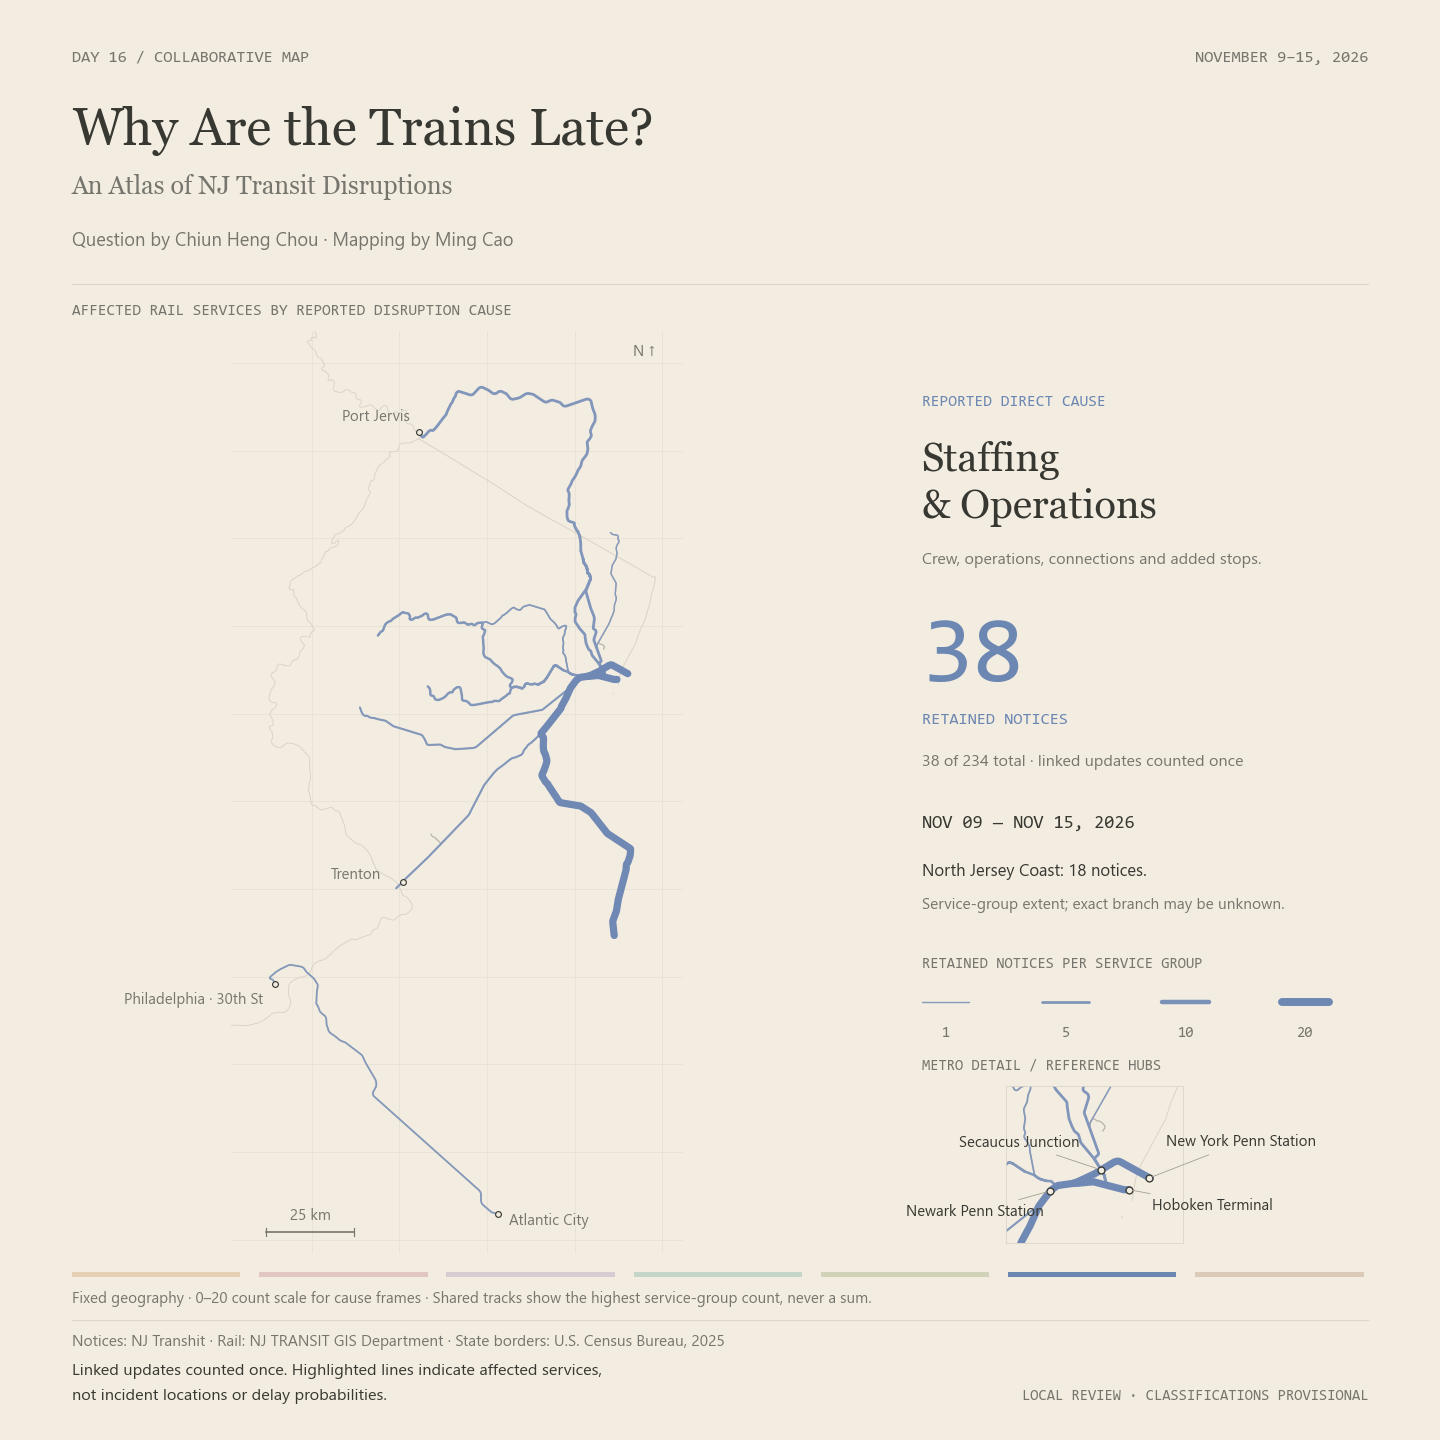 DAY 16 / COLLABORATIVE MAP
NOVEMBER 9–15, 2026
Why Are the Trains Late?
An Atlas of NJ Transit Disruptions
Question by Chiun Heng Chou · Mapping by Ming Cao
AFFECTED RAIL SERVICES BY REPORTED DISRUPTION CAUSE
N ↑
Port Jervis
Trenton
Philadelphia · 30th St
Atlantic City
25 km
REPORTED DIRECT CAUSE
Staffing
& Operations
Crew, operations, connections and added stops.
38
RETAINED NOTICES
38 of 234 total · linked updates counted once
NOV 09 — NOV 15, 2026
North Jersey Coast: 18 notices.
Service-group extent; exact branch may be unknown.
RETAINED NOTICES PER SERVICE GROUP
1 5 10 20
METRO DETAIL / REFERENCE HUBS
Secaucus Junction
New York Penn Station
Newark Penn Station
Hoboken Terminal
Fixed geography · 0–20 count scale for cause frames · Shared tracks show the highest service-group count, never a sum.
Notices: NJ Transhit · Rail: NJ TRANSIT GIS Department · State borders: U.S. Census Bureau, 2025
Linked updates counted once. Highlighted lines indicate affected services,
not incident locations or delay probabilities.
LOCAL REVIEW · CLASSIFICATIONS PROVISIONAL